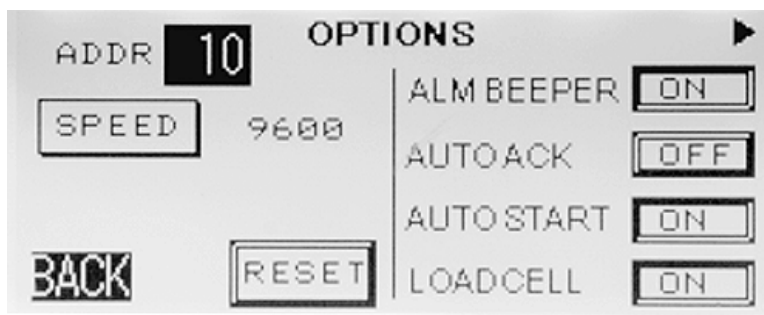 OPTIONS
ADDR 10
SPEED 9600
BACK RESET
ALM BEEPER ON
AUTO ACK OFF
AUTO START ON
LOADCELL ON